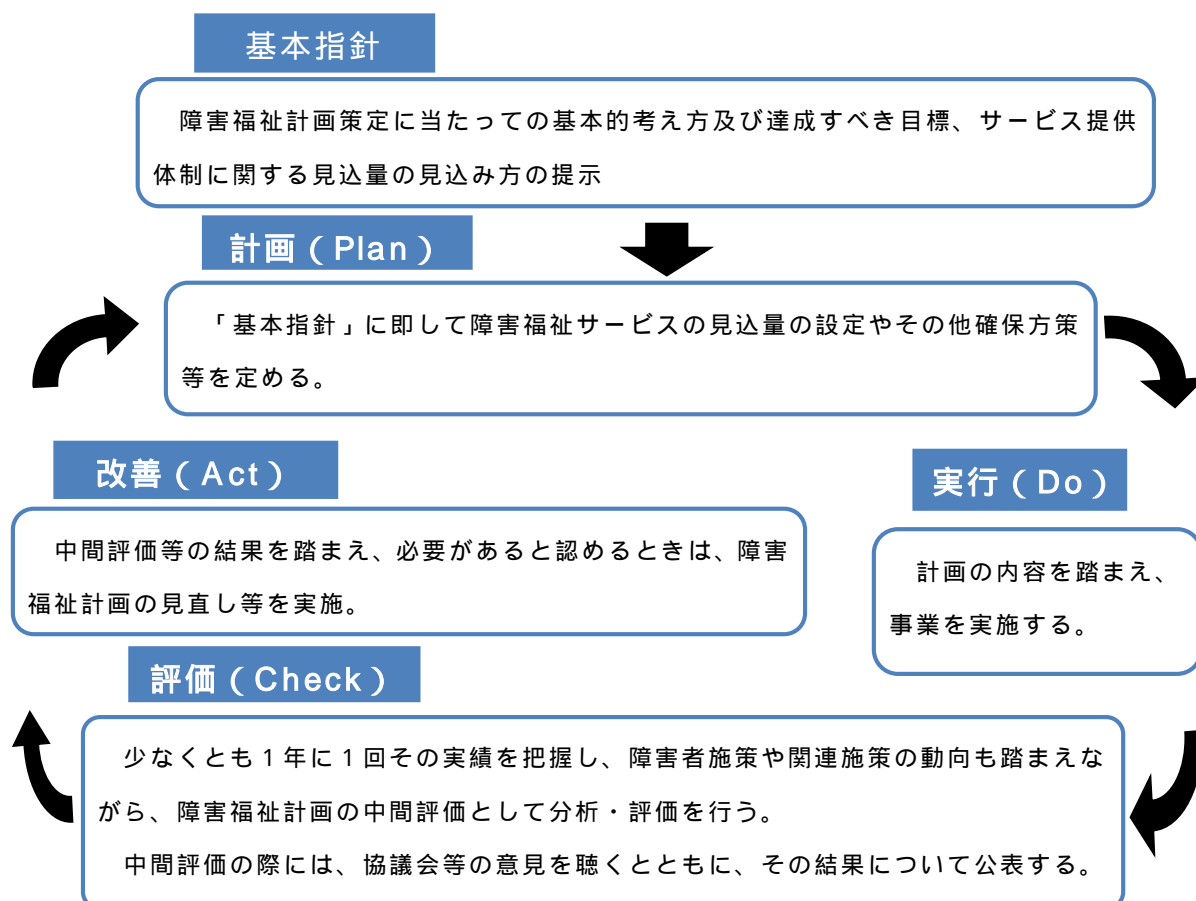 基本指針
障害福祉計画策定に当たっての基本的考え方及び達成すべき目標、サービス提供
体制に関する見込量の見込み方の提示
計画（Plan）
「基本指針」に即して障害福祉サービスの見込量の設定やその他確保方策
等を定める。
改善（Act）
中間評価等の結果を踏まえ、必要があると認めるときは、障害
福祉計画の見直し等を実施。
実行（Do）
計画の内容を踏まえ、
事業を実施する。
評価（Check）
少なくとも１年に１回その実績を把握し、障害者施策や関連施策の動向も踏まえな
がら、障害福祉計画の中間評価として分析・評価を行う。
中間評価の際には、協議会等の意見を聴くとともに、その結果について公表する。